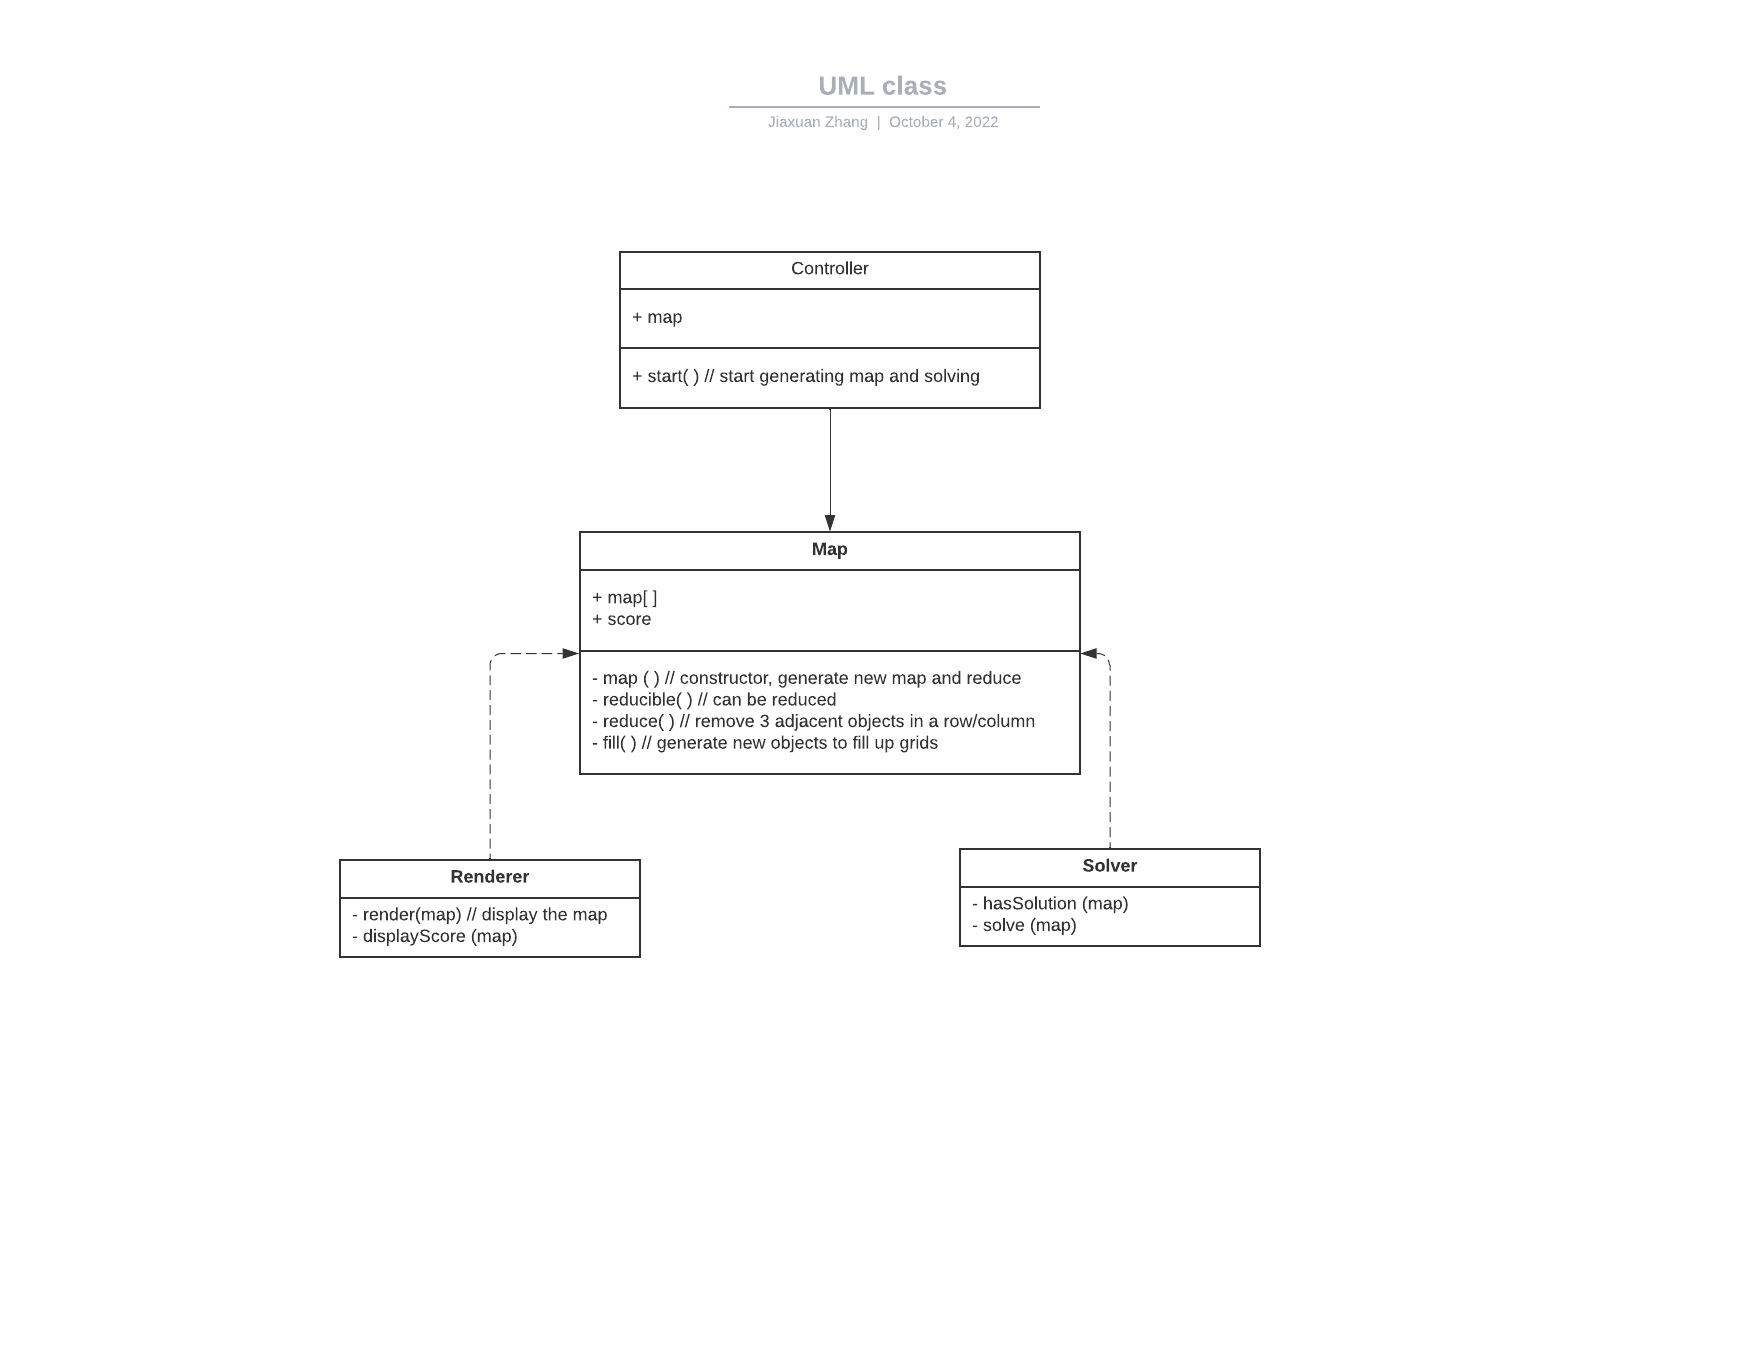 UML class
Jiaxuan Zhang | October 4, 2022
Controller
+ map
+ start( ) // start generating map and solving
Map
+ map[ ]
+ score
- map ( ) // constructor, generate new map and reduce
- reducible( ) // can be reduced
- reduce( ) // remove 3 adjacent objects in a row/column
- fill( ) // generate new objects to fill up grids
Renderer
- render(map) // display the map
- displayScore (map)
Solver
- hasSolution (map)
- solve (map)